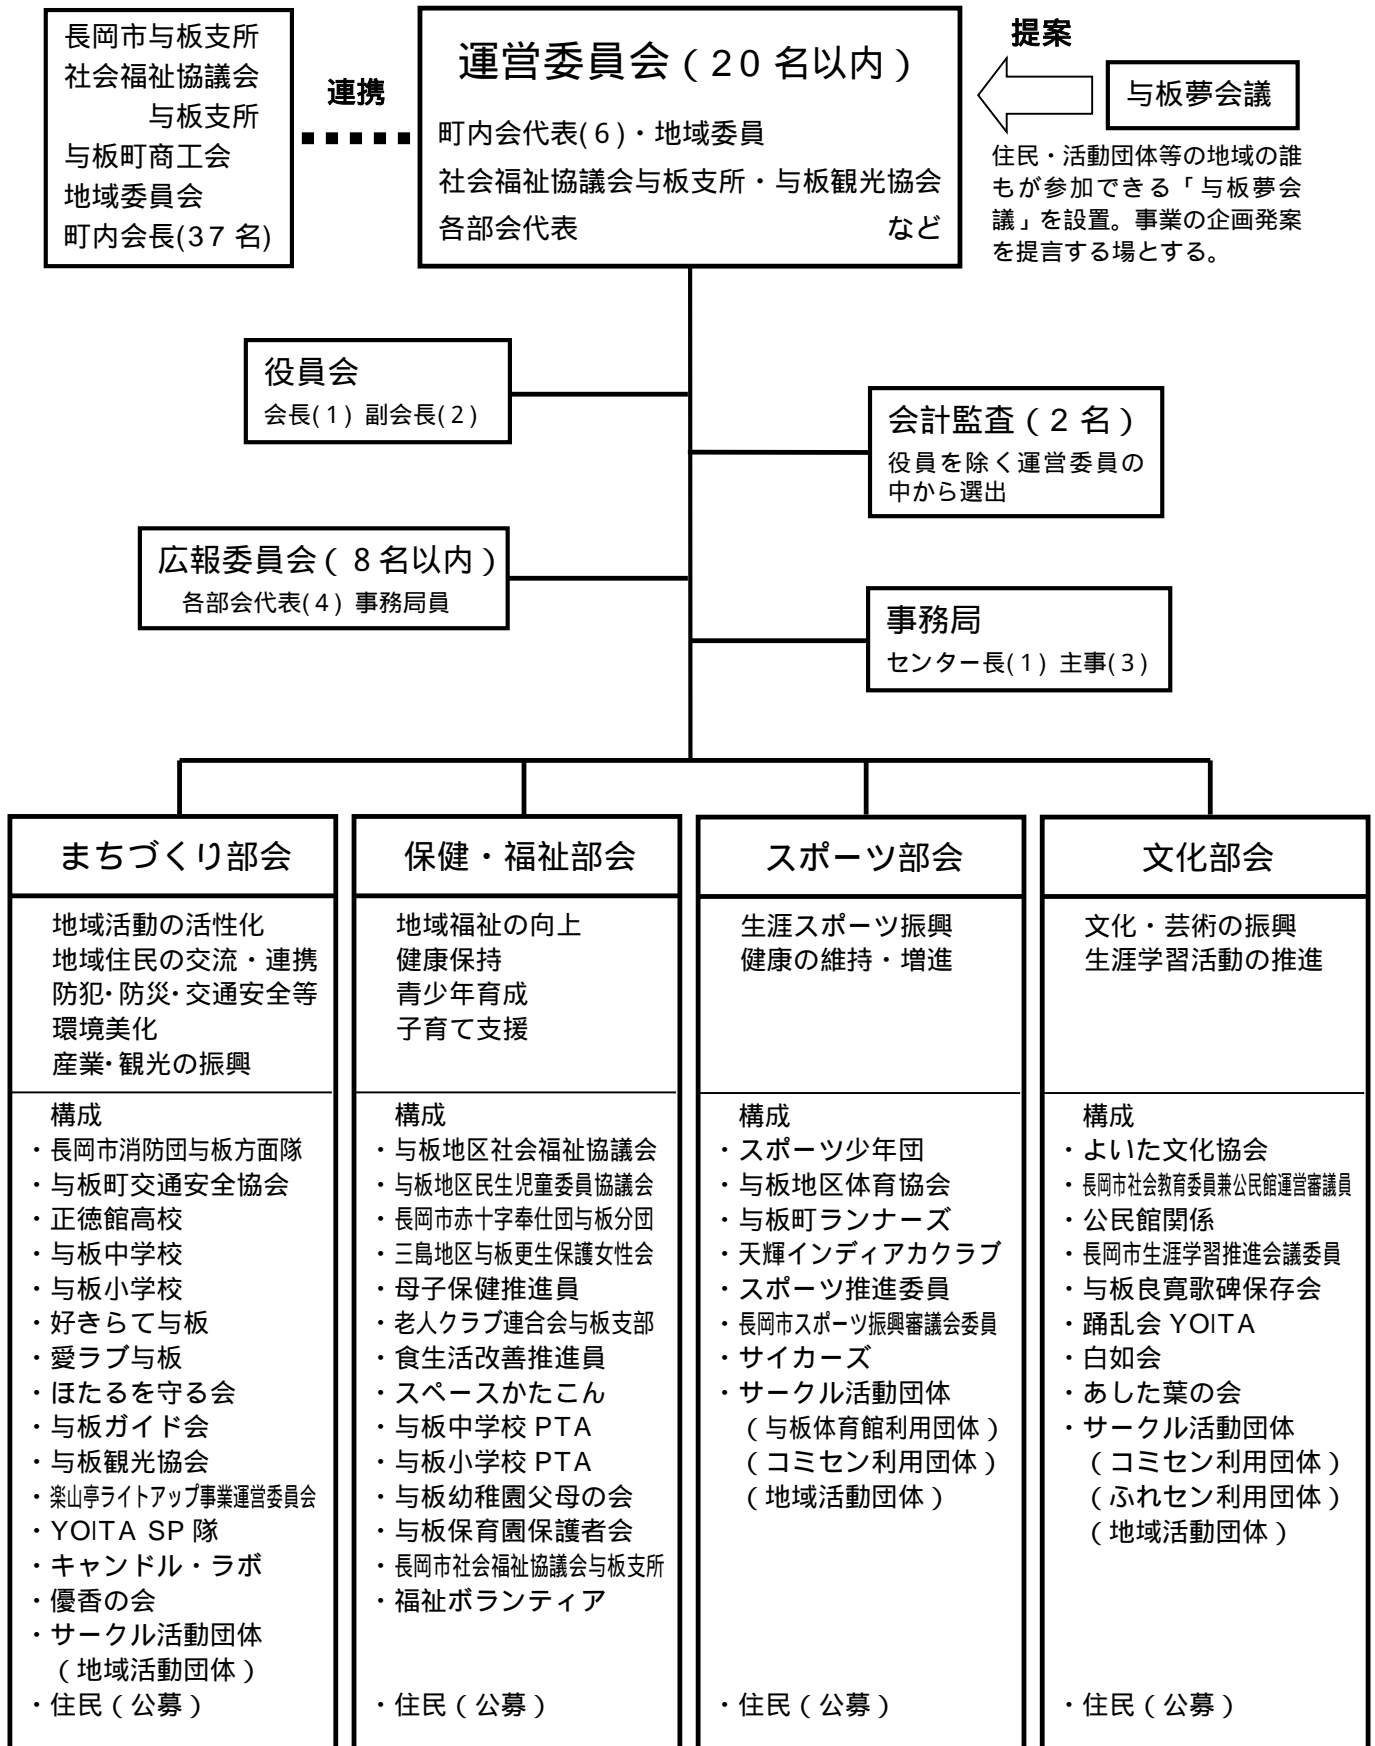 長岡市与板支所
社会福祉協議会
与板支所
与板町商工会
地域委員会
町内会長(37名)
連携
運営委員会（20名以内）
町内会代表(6)・地域委員
社会福祉協議会与板支所・与板観光協会
各部会代表 など
提案
与板夢会議
住民・活動団体等の地域の誰
もが参加できる「与板夢会
議」を設置。事業の企画発案
を提言する場とする。
役員会
会長(1) 副会長(2)
会計監査（2名）
役員を除く運営委員の
中から選出
広報委員会（8名以内）
各部会代表(4) 事務局員
事務局
センター長(1) 主事(3)
まちづくり部会
地域活動の活性化
地域住民の交流・連携
防犯・防災・交通安全等
環境美化
産業・観光の振興
構成
・長岡市消防団与板方面隊
・与板町交通安全協会
・正徳館高校
・与板中学校
・与板小学校
・好きらて与板
・愛ラブ与板
・ほたるを守る会
・与板ガイド会
・与板観光協会
・楽山亭ライトアップ事業運営委員会
・YOITA SP隊
・キャンドル・ラボ
・優香の会
・サークル活動団体
（地域活動団体）
・住民（公募）
保健・福祉部会
地域福祉の向上
健康保持
青少年育成
子育て支援
構成
・与板地区社会福祉協議会
・与板地区民生児童委員協議会
・長岡市赤十字奉仕団与板分団
・三島地区与板更生保護女性会
・母子保健推進員
・老人クラブ連合会与板支部
・食生活改善推進員
・スペースかたこん
・与板中学校PTA
・与板小学校PTA
・与板幼稚園父母の会
・与板保育園保護者会
・長岡市社会福祉協議会与板支所
・福祉ボランティア
・住民（公募）
スポーツ部会
生涯スポーツ振興
健康の維持・増進
構成
・スポーツ少年団
・与板地区体育協会
・与板町ランナーズ
・天輝インディアカクラブ
・スポーツ推進委員
・長岡市スポーツ振興審議会委員
・サイカーズ
・サークル活動団体
（与板体育館利用団体）
（コミセン利用団体）
（地域活動団体）
・住民（公募）
文化部会
文化・芸術の振興
生涯学習活動の推進
構成
・よいた文化協会
・長岡市社会教育委員兼公民館運営審議員
・公民館関係
・長岡市生涯学習推進会議委員
・与板良寛歌碑保存会
・踊乱会YOITA
・白如会
・あした葉の会
・サークル活動団体
（コミセン利用団体）
（ふれセン利用団体）
（地域活動団体）
・住民（公募）